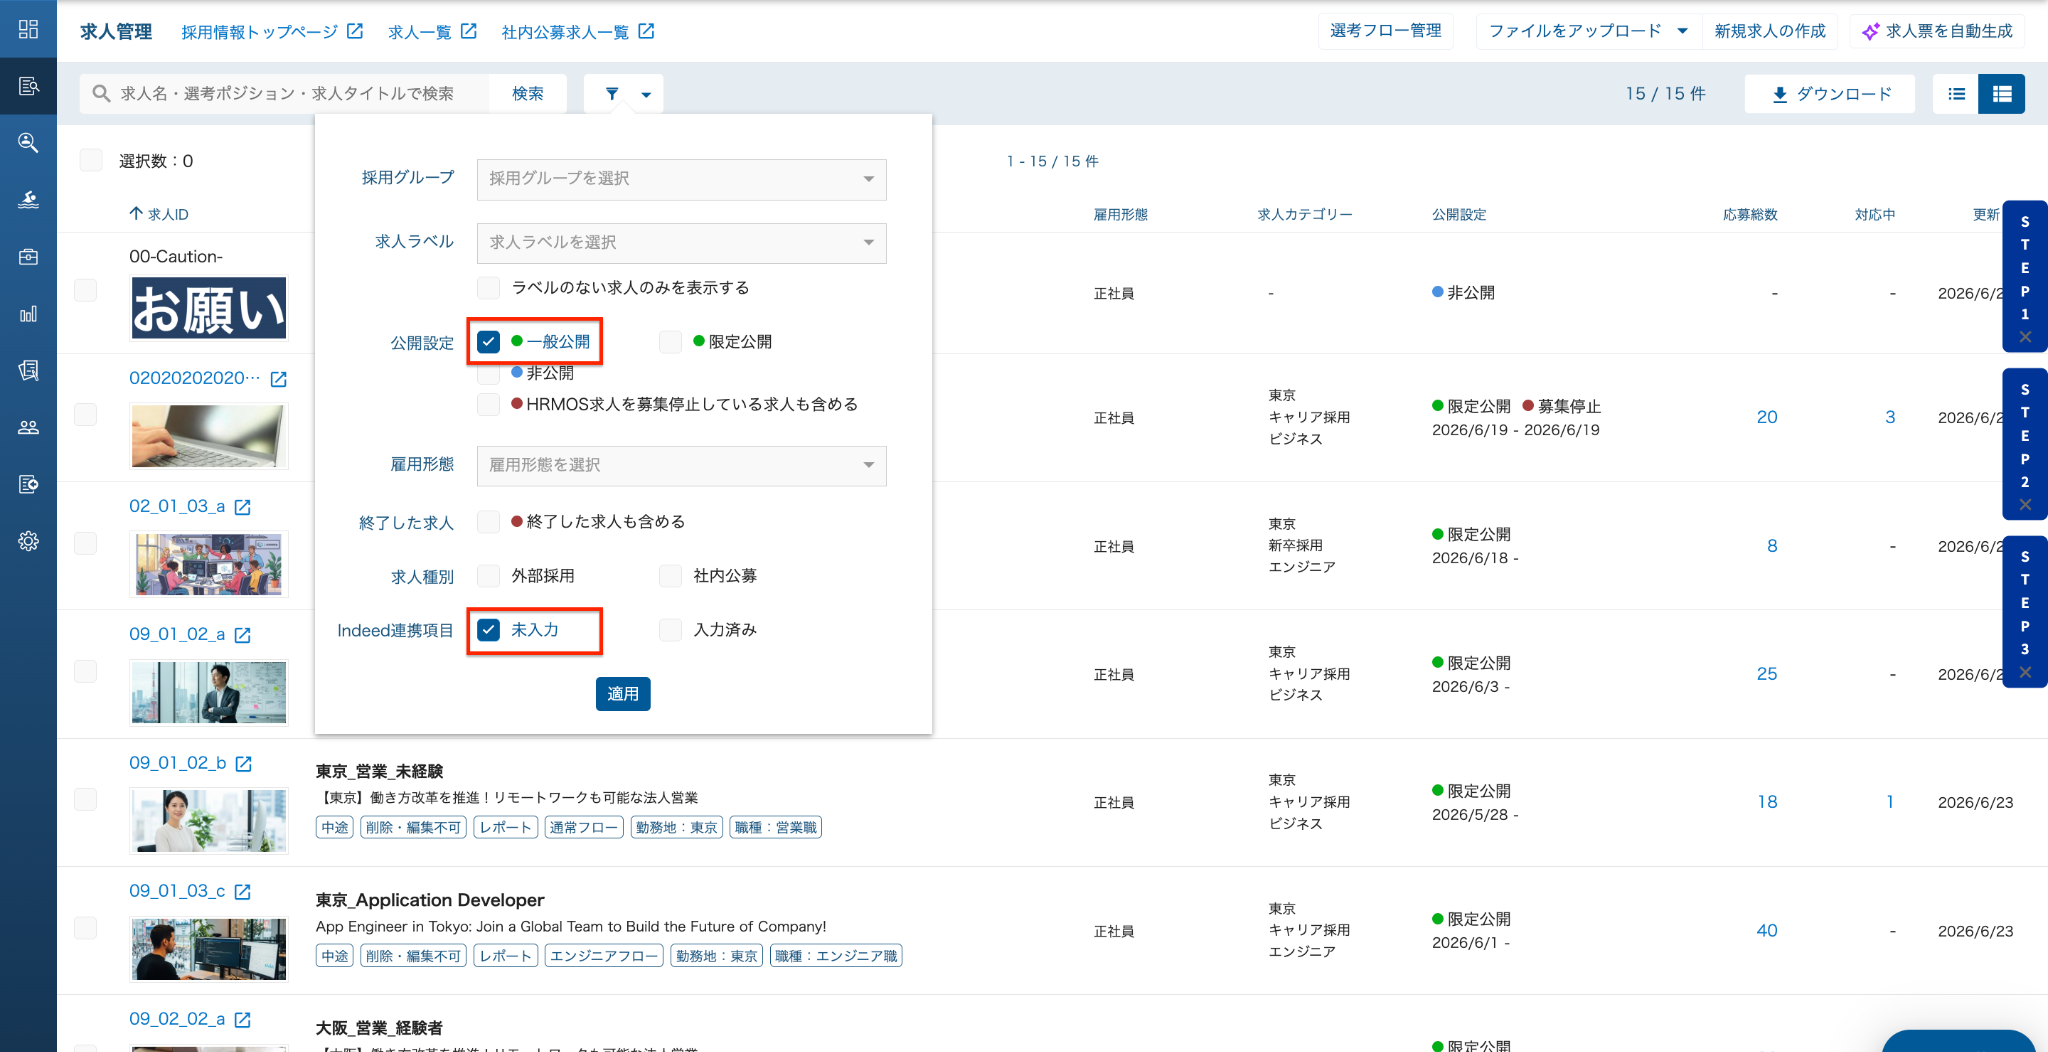 求人管理 採用情報トップページ 求人一覧 社内公募求人一覧 選考フロー管理 ファイルをアップロード 新規求人の作成 求人票を自動生成
求人名・選考ポジション・求人タイトルで検索 検索 15 / 15 件 ダウンロード
選択数：0 1 - 15 / 15 件
求人ID 雇用形態 求人カテゴリー 公開設定 応募総数 対応中 更新
採用グループ 採用グループを選択
求人ラベル 求人ラベルを選択
ラベルのない求人のみを表示する
公開設定 一般公開 限定公開
非公開
HRMOS求人を募集停止している求人も含める
雇用形態 雇用形態を選択
終了した求人 終了した求人も含める
求人種別 外部採用 社内公募
Indeed連携項目 未入力 入力済み
適用
00-Caution-
お願い
正社員 - 非公開 - - 2026/6/2
02020202020…
正社員
東京
キャリア採用
ビジネス
限定公開 募集停止
2026/6/19 - 2026/6/19
20 3 2026/6/2
02_01_03_a
正社員
東京
新卒採用
エンジニア
限定公開
2026/6/18 -
8 - 2026/6/2
09_01_02_a
正社員
東京
キャリア採用
ビジネス
限定公開
2026/6/3 -
25 - 2026/6/2
09_01_02_b
東京_営業_未経験
【東京】働き方改革を推進！リモートワークも可能な法人営業
中途 削除・編集不可 レポート 通常フロー 勤務地：東京 職種：営業職
正社員
東京
キャリア採用
ビジネス
限定公開
2026/5/28 -
18 1 2026/6/23
09_01_03_c
東京_Application Developer
App Engineer in Tokyo: Join a Global Team to Build the Future of Company!
中途 削除・編集不可 レポート エンジニアフロー 勤務地：東京 職種：エンジニア職
正社員
東京
キャリア採用
エンジニア
限定公開
2026/6/1 -
40 - 2026/6/23
09_02_02_a
大阪_営業_経験者
【大阪】働き方改革を推進！リモートワークも可能な法人営業
限定公開
STEP1
STEP2
STEP3